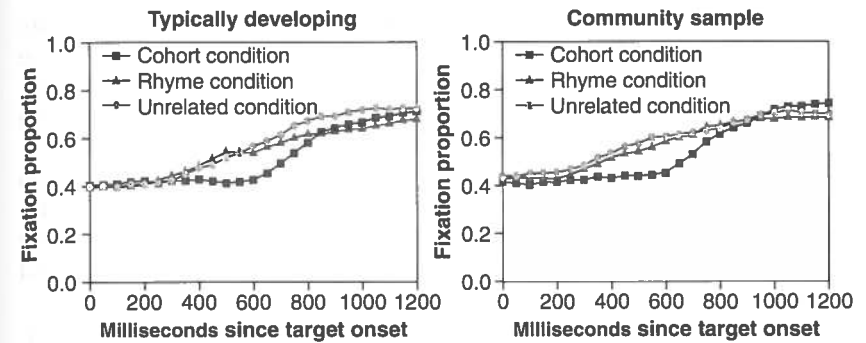 Typically developing
1.0
0.8
0.6
0.4
0.2
0.0
Fixation proportion
Cohort condition
Rhyme condition
Unrelated condition
0 200 400 600 800 1000 1200
Milliseconds since target onset
Community sample
1.0
0.8
0.6
0.4
0.2
0.0
Fixation proportion
Cohort condition
Rhyme condition
Unrelated condition
0 200 400 600 800 1000 1200
Milliseconds since target onset